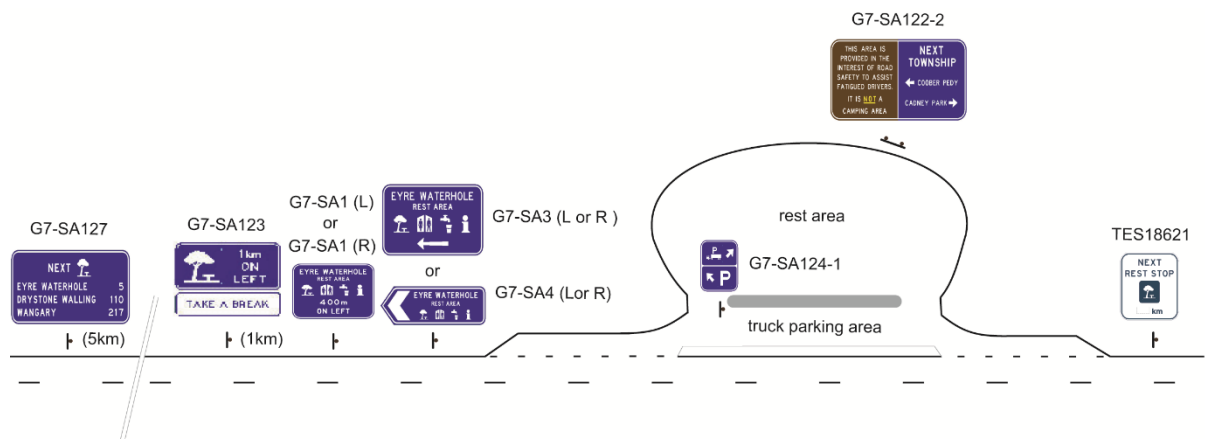 G7-SA122-2
THIS AREA IS
PROVIDED IN THE
INTEREST OF ROAD
SAFETY TO ASSIST
FATIGUED DRIVERS.
IT IS NOT A
CAMPING AREA
NEXT
TOWNSHIP
← COOBER PEDY
CADNEY PARK →
G7-SA127
NEXT
EYRE WATERHOLE 5
DRYSTONE WALLING 110
WANGARY 217
(5km)
G7-SA123
1km
ON
LEFT
TAKE A BREAK
(1km)
G7-SA1 (L)
or
G7-SA1 (R)
EYRE WATERHOLE
REST AREA
400m
ON LEFT
EYRE WATERHOLE
REST AREA
G7-SA3 (L or R )
or
EYRE WATERHOLE
REST AREA
G7-SA4 (Lor R)
rest area
P
G7-SA124-1
truck parking area
TES18621
NEXT
REST STOP
km